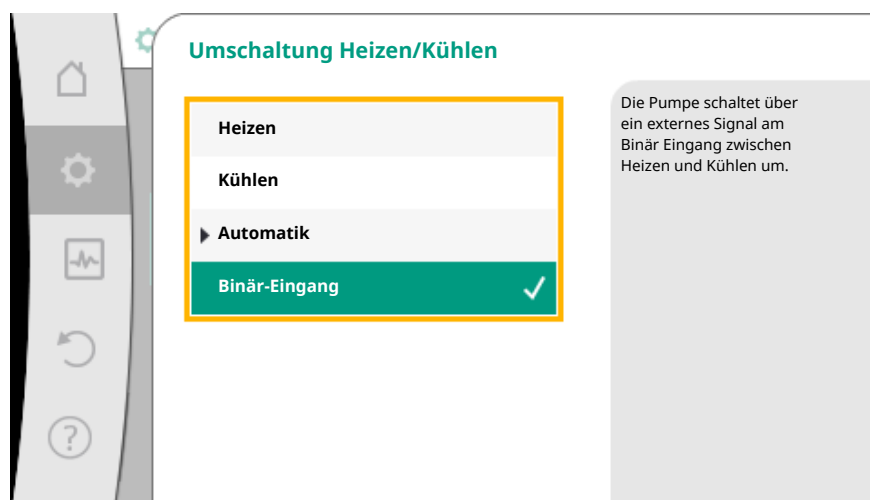 Umschaltung Heizen/Kühlen
Heizen
Kühlen
Automatik
Binär-Eingang
Die Pumpe schaltet über
ein externes Signal am
Binär Eingang zwischen
Heizen und Kühlen um.
?